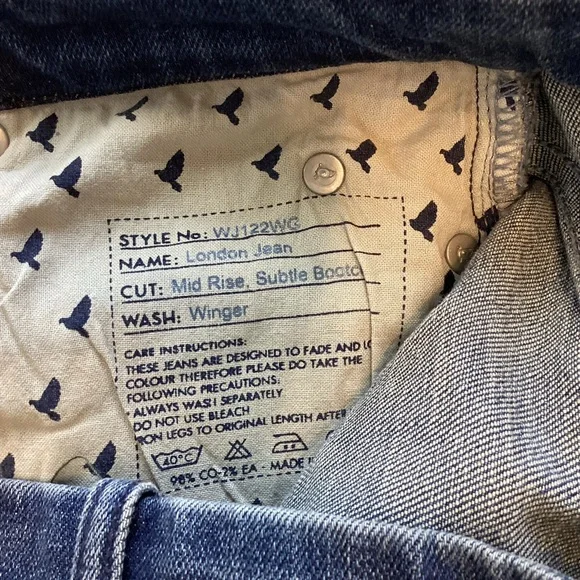 STYLE No: WJ122WG
NAME: London Jean
CUT: Mid Rise, Subtle Bootc
WASH: Winger
CARE INSTRUCTIONS:
THESE JEANS ARE DESIGNED TO FADE AND
COLOUR THEREFORE PLEASE DO TAKE THE
FOLLOWING PRECAUTIONS:
• ALWAYS WASH SEPARATELY
DO NOT USE BLEACH
RON LEGS TO ORIGINAL LENGTH AFTER
40°C
98% CO-2% EA - MADE